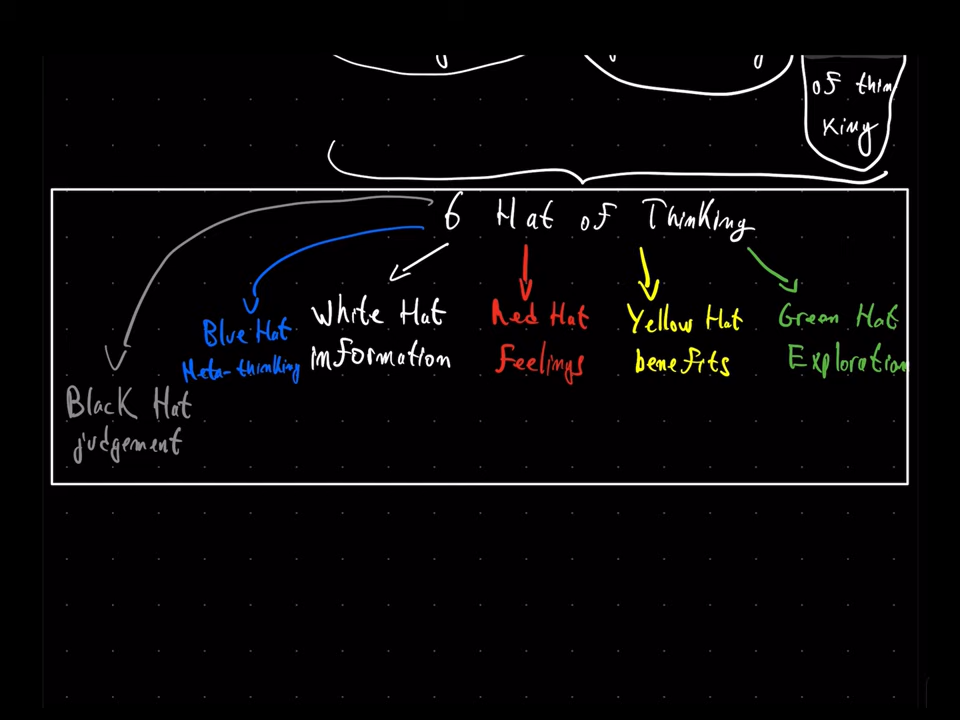 of thin
king
6 Hat of Thinking
Black Hat
judgement
Blue Hat
Meta-thinking
White Hat
information
Red Hat
Feelings
Yellow Hat
benefits
Green Hat
Exploration